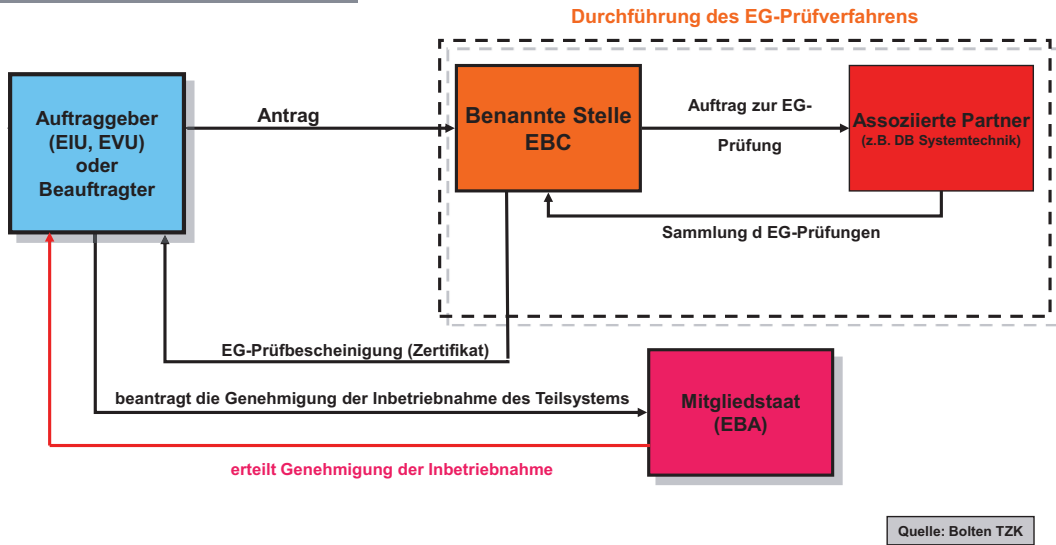 Durchführung des EG-Prüfverfahrens
Auftraggeber
(EIU, EVU)
oder
Beauftragter
Antrag
Benannte Stelle
EBC
Auftrag zur EG-
Prüfung
Assoziierte Partner
(z.B. DB Systemtechnik)
Sammlung d EG-Prüfungen
EG-Prüfbescheinigung (Zertifikat)
beantragt die Genehmigung der Inbetriebnahme des Teilsystems
Mitgliedstaat
(EBA)
erteilt Genehmigung der Inbetriebnahme
Quelle: Bolten TZK